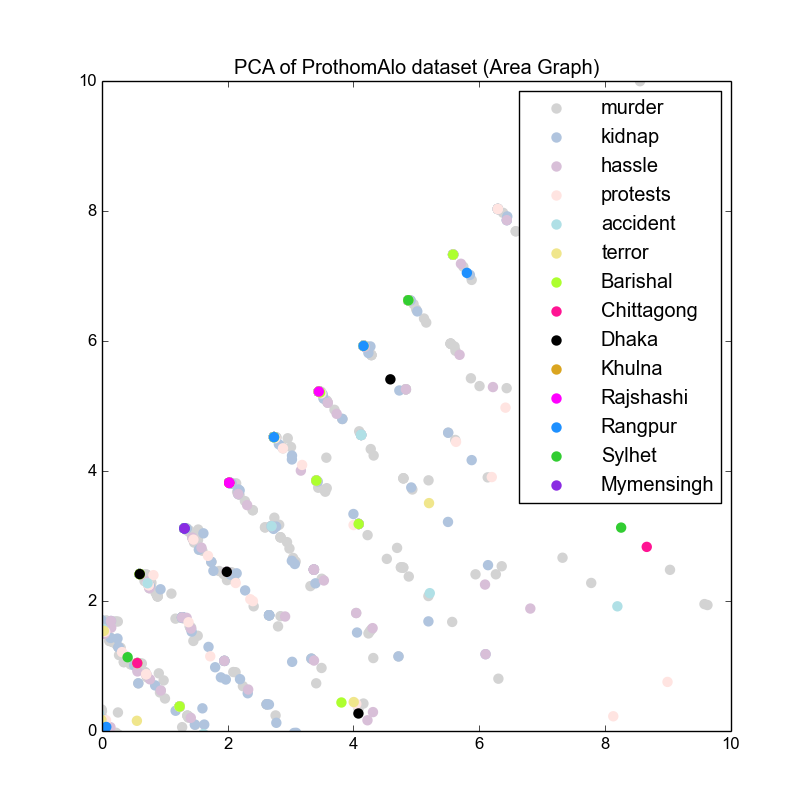 PCA of ProthomAlo dataset (Area Graph)
10
8
6
4
2
0
0 2 4 6 8 10
murder
kidnap
hassle
protests
accident
terror
Barishal
Chittagong
Dhaka
Khulna
Rajshashi
Rangpur
Sylhet
Mymensingh